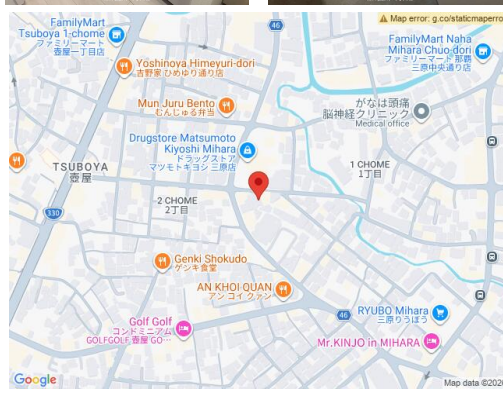 Map error: g.co/staticmaperro
46
FamilyMart
Tsuboya 1-chome
ファミリーマート
壺屋一丁目店
FamilyMart Naha
Mihara Chuo-dori
ファミリーマート 那覇
三原中央通り店
Yoshinoya Himeyuri-dori
吉野家 ひめゆり通り店
Mun Juru Bento
むんじゅる弁当
がなは頭痛
脳神経クリニック
Medical office
Drugstore Matsumoto
Kiyoshi Mihara
ドラッグストア
マツモトキヨシ 三原店
TSUBOYA
壺屋
1 CHOME
1丁目
2 CHOME
2丁目
330
Genki Shokudo
ゲンキ食堂
AN KHOI QUAN
アン コイ クァン
Golf Golf
コンドミニアム
GOLFGOLF 壺屋 GO…
46
RYUBO Mihara
三原りうぼう
Mr.KINJO in MIHARA
Google
Map data ©2026